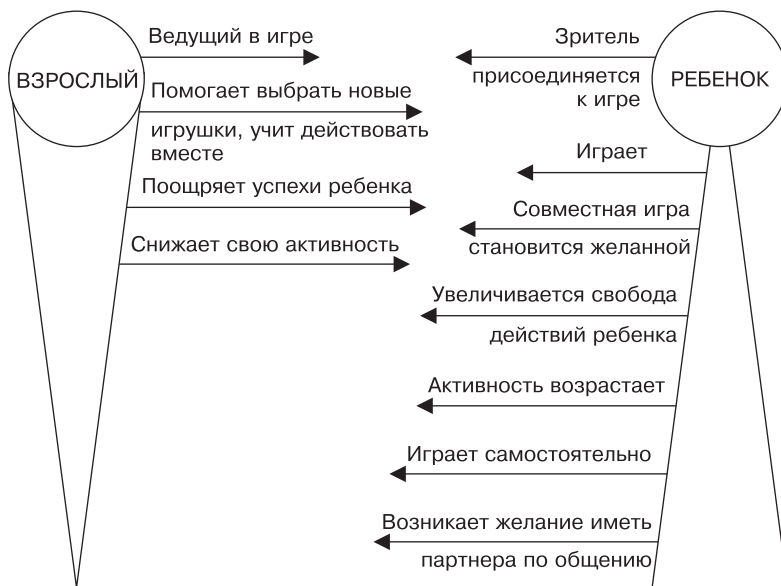 Ведущий в игре
ВЗРОСЛЫЙ
Помогает выбрать новые
игрушки, учит действовать
вместе
Поощряет успехи ребенка
Снижает свою активность
Зритель
присоединяется
к игре
РЕБЕНОК
Играет
Совместная игра
становится желанной
Увеличивается свобода
действий ребенка
Активность возрастает
Играет самостоятельно
Возникает желание иметь
партнера по общению